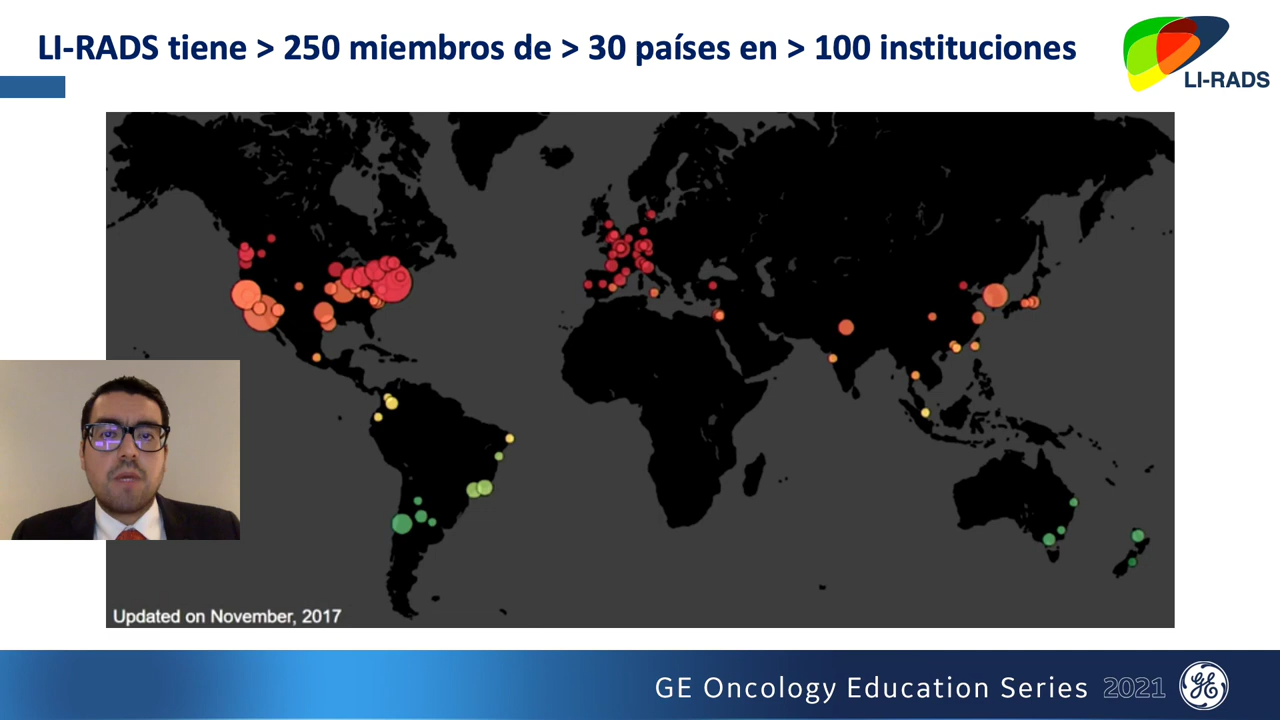 LI-RADS tiene > 250 miembros de > 30 países en > 100 instituciones
LI-RADS
Updated on November, 2017
GE Oncology Education Series 2021
GE